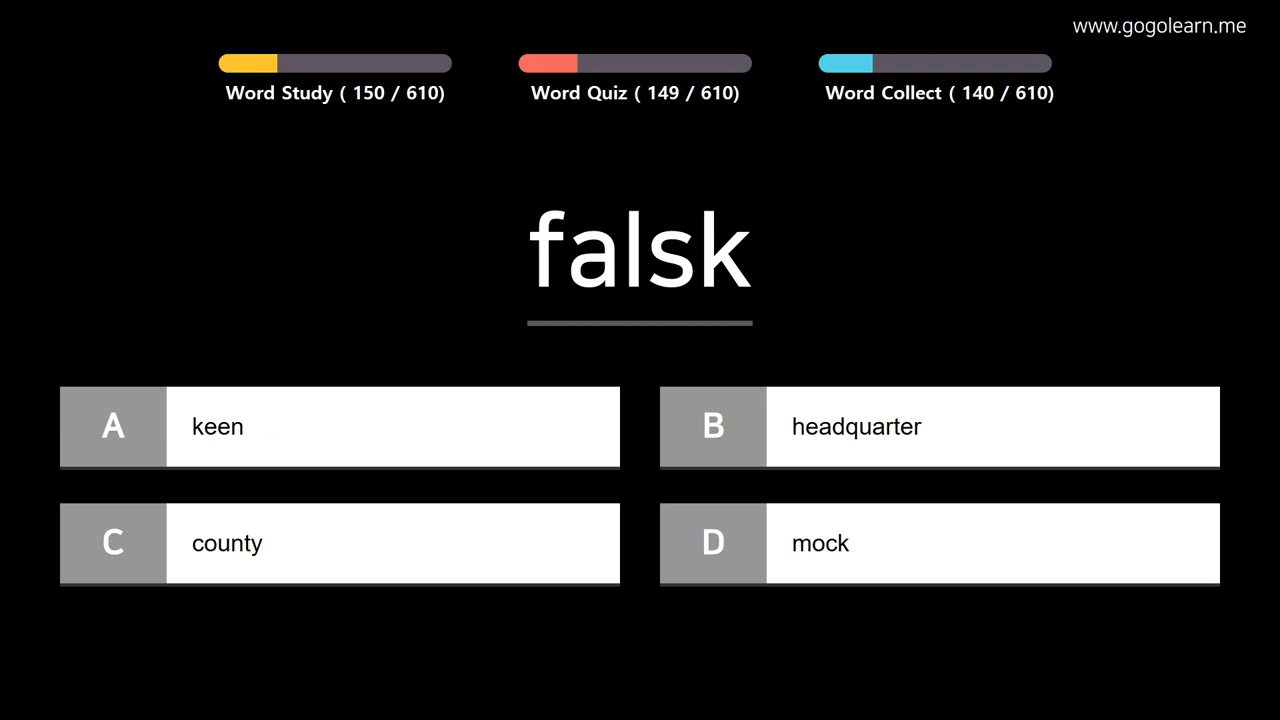 www.gogolearn.me
Word Study ( 150 / 610)
Word Quiz ( 149 / 610)
Word Collect ( 140 / 610)
falsk
A keen
B headquarter
C county
D mock